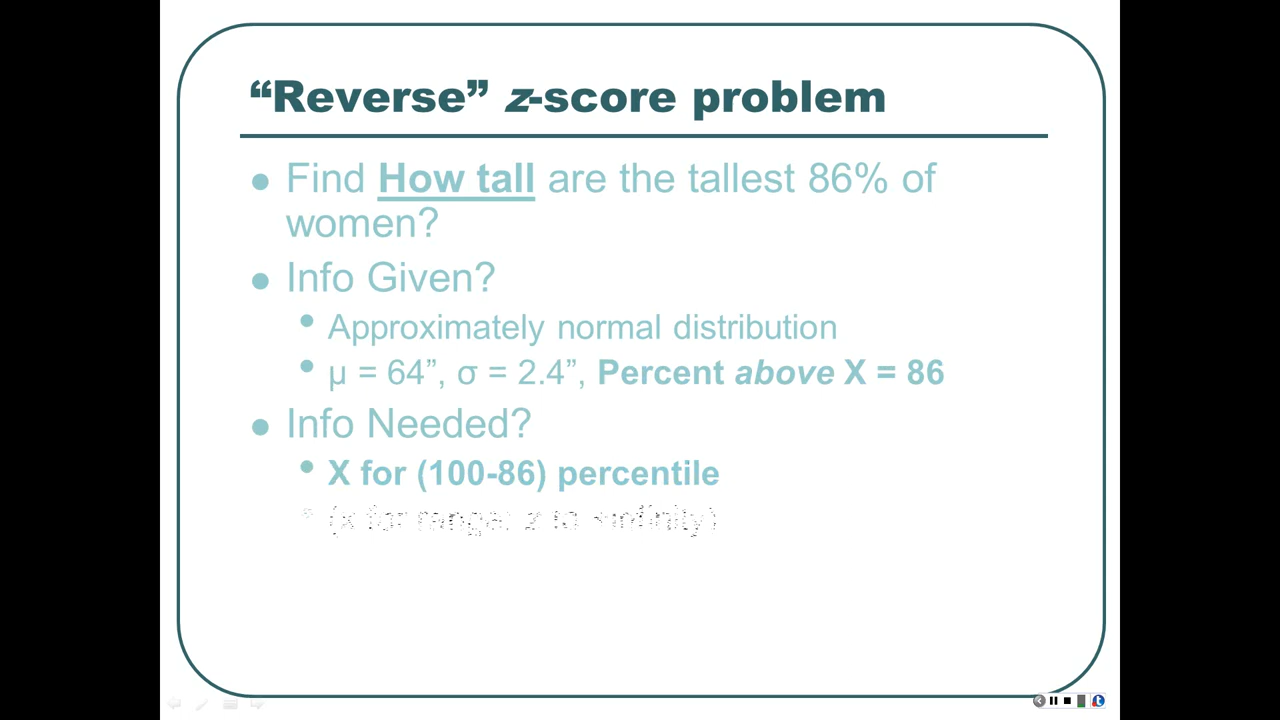 “Reverse” z-score problem
● Find How tall are the tallest 86% of
women?
● Info Given?
• Approximately normal distribution
• μ = 64”, σ = 2.4”, Percent above X = 86
● Info Needed?
• X for (100-86) percentile
• (x for range: z to +infinity)